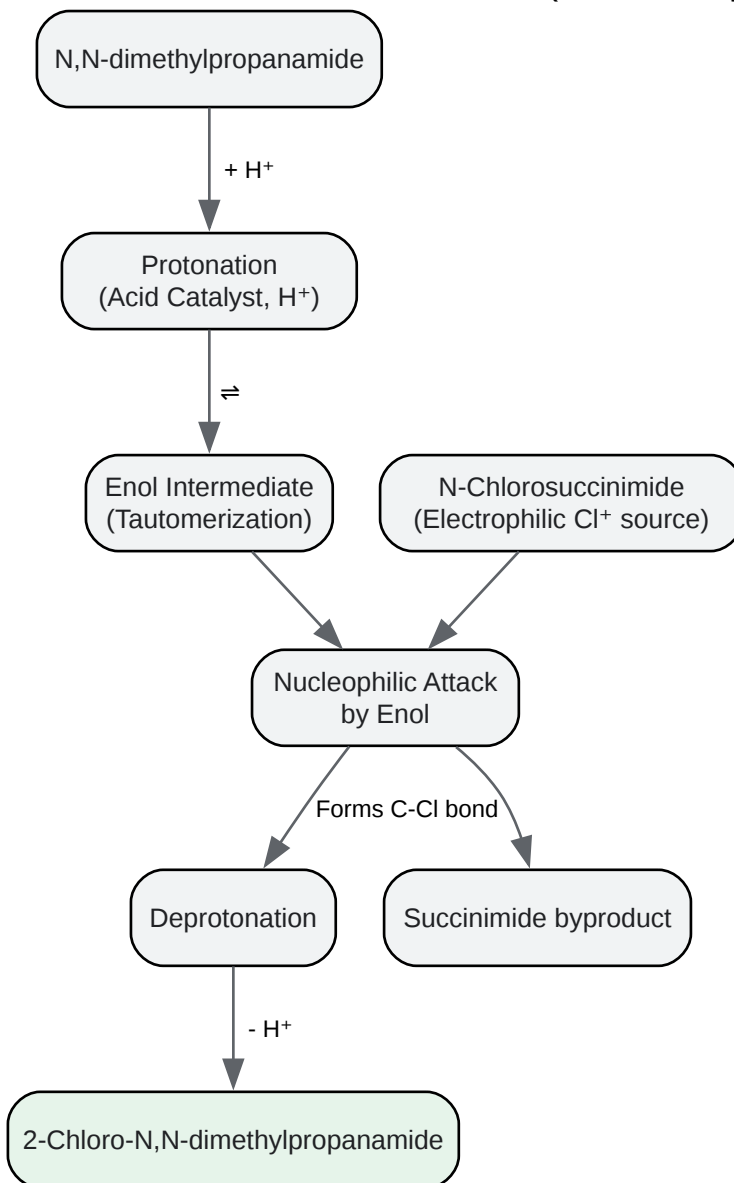 N,N-dimethylpropanamide
+ H⁺
Protonation
(Acid Catalyst, H⁺)
⇌
Enol Intermediate
(Tautomerization)
N-Chlorosuccinimide
(Electrophilic Cl⁺ source)
Nucleophilic Attack
by Enol
Forms C-Cl bond
Deprotonation
Succinimide byproduct
- H⁺
2-Chloro-N,N-dimethylpropanamide